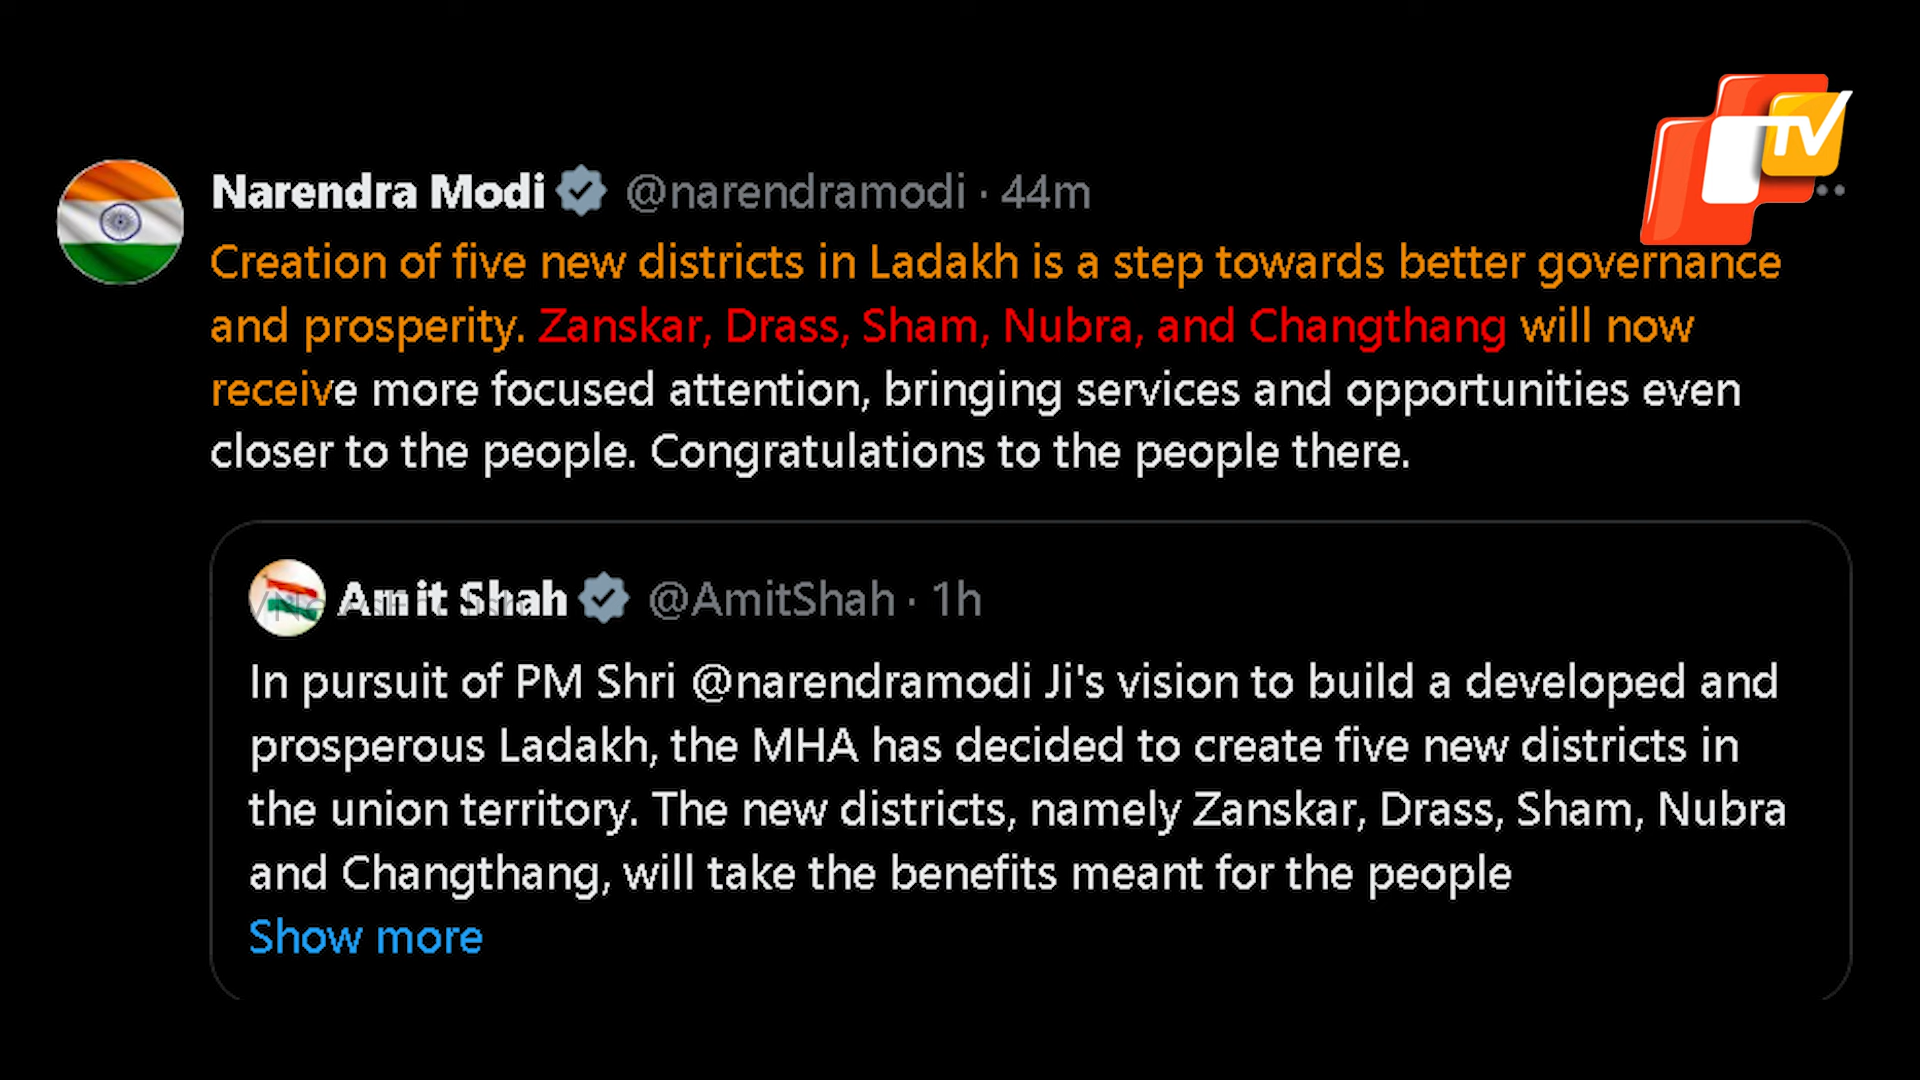 TV
Narendra Modi @narendramodi · 44m
Creation of five new districts in Ladakh is a step towards better governance
and prosperity. Zanskar, Drass, Sham, Nubra, and Changthang will now
receive more focused attention, bringing services and opportunities even
closer to the people. Congratulations to the people there.
Amit Shah @AmitShah · 1h
In pursuit of PM Shri @narendramodi Ji's vision to build a developed and
prosperous Ladakh, the MHA has decided to create five new districts in
the union territory. The new districts, namely Zanskar, Drass, Sham, Nubra
and Changthang, will take the benefits meant for the people
Show more